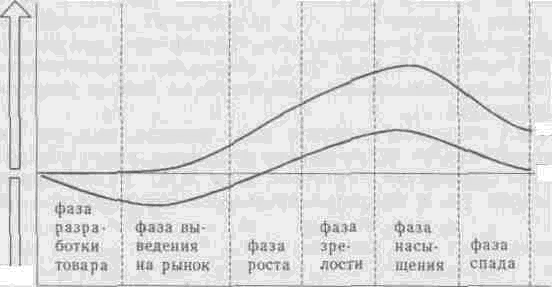 фаза
разра-
ботки
товара
фаза вы-
ведения
на рынок
фаза
роста
фаза
зре-
лости
фаза
насы-
щения
фаза
спада